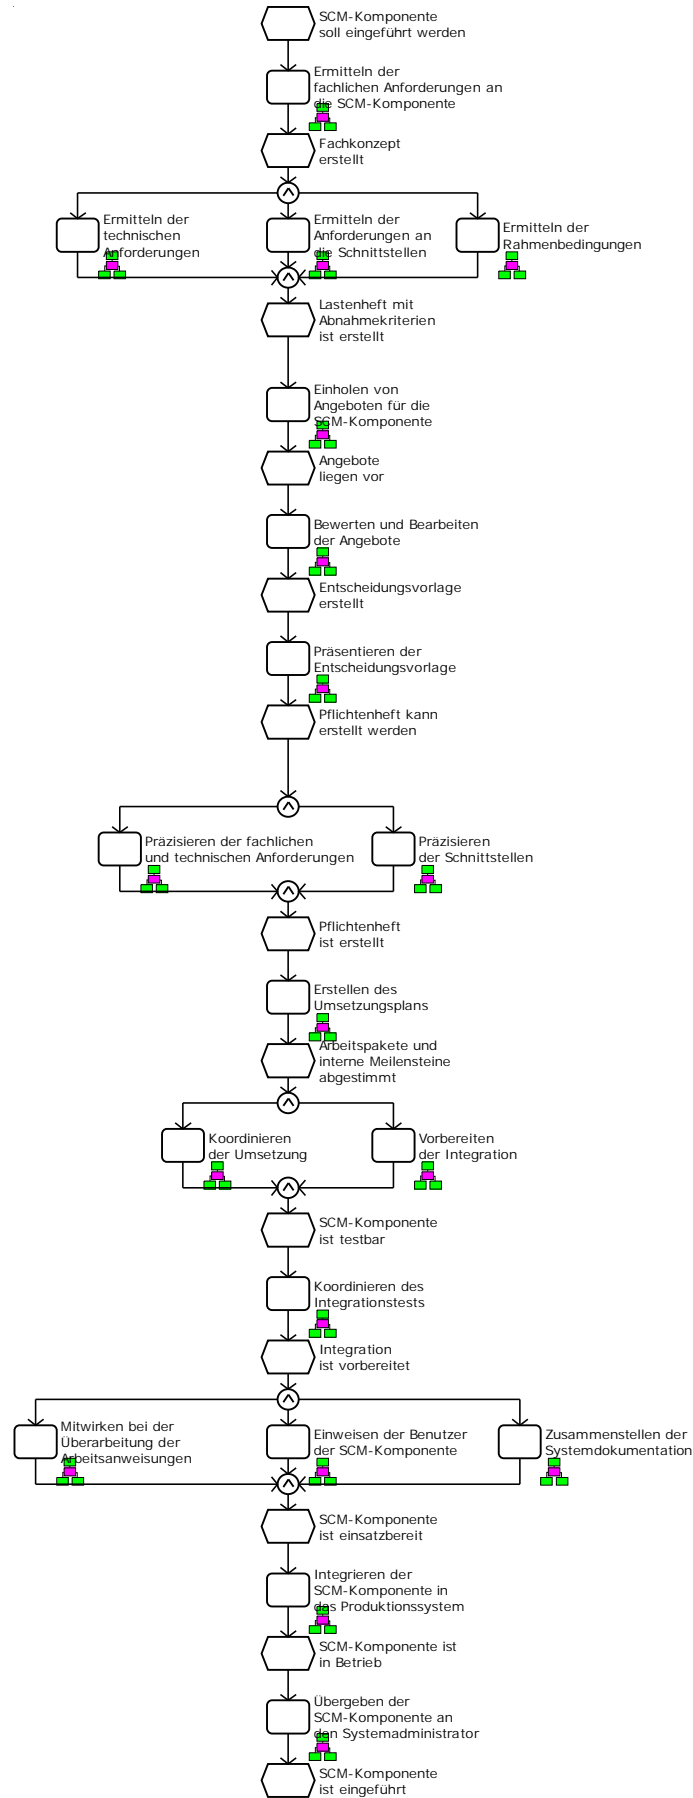 SCM-Komponente
soll eingeführt werden
Ermitteln der
fachlichen Anforderungen an
die SCM-Komponente
Fachkonzept
erstellt
Ermitteln der
technischen
Anforderungen
Ermitteln der
Anforderungen an
die Schnittstellen
Ermitteln der
Rahmenbedingungen
Lastenheft mit
Abnahmekriterien
ist erstellt
Einholen von
Angeboten für die
SCM-Komponente
Angebote
liegen vor
Bewerten und Bearbeiten
der Angebote
Entscheidungsvorlage
erstellt
Präsentieren der
Entscheidungsvorlage
Pflichtenheft kann
erstellt werden
Präzisieren der fachlichen
und technischen Anforderungen
Präzisieren
der Schnittstellen
Pflichtenheft
ist erstellt
Erstellen des
Umsetzungsplans
Arbeitspakete und
interne Meilensteine
abgestimmt
Koordinieren
der Umsetzung
Vorbereiten
der Integration
SCM-Komponente
ist testbar
Koordinieren des
Integrationstests
Integration
ist vorbereitet
Mitwirken bei der
Überarbeitung der
Arbeitsanweisungen
Einweisen der Benutzer
der SCM-Komponente
Zusammenstellen der
Systemdokumentation
SCM-Komponente
ist einsatzbereit
Integrieren der
SCM-Komponente in
das Produktionssystem
SCM-Komponente ist
in Betrieb
Übergeben der
SCM-Komponente an
den Systemadministrator
SCM-Komponente
ist eingeführt